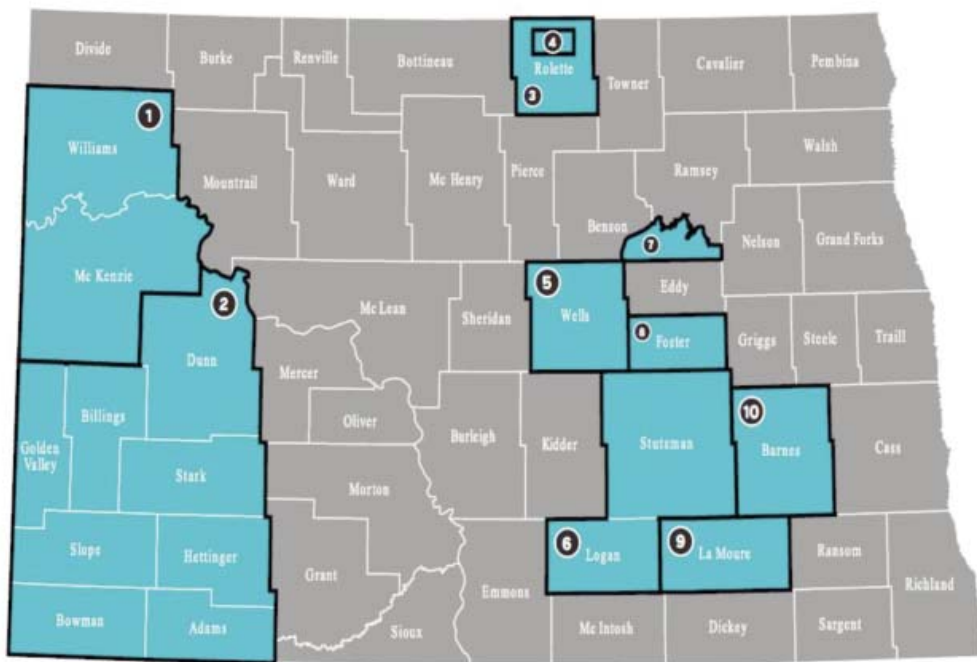 Divide
Burke
Renville
Bottineau
4
Rolette
3
Towner
Cavalier
Pembina
1
Williams
Mountrail
Ward
Mc Henry
Pierce
Ramsey
Walsh
Benson
7
Nelson
Grand Forks
Mc Kenzie
2
Mc Lean
Sheridan
5
Wells
Eddy
8
Foster
Griggs
Steele
Traill
Dunn
Mercer
Oliver
Billings
Golden
Valley
Stark
Burleigh
Kidder
Stutsman
10
Barnes
Cass
Morton
Slope
Hettinger
Grant
6
Logan
9
La Moure
Ransom
Richland
Emmons
Bowman
Adams
Sioux
Mc Intosh
Dickey
Sargent